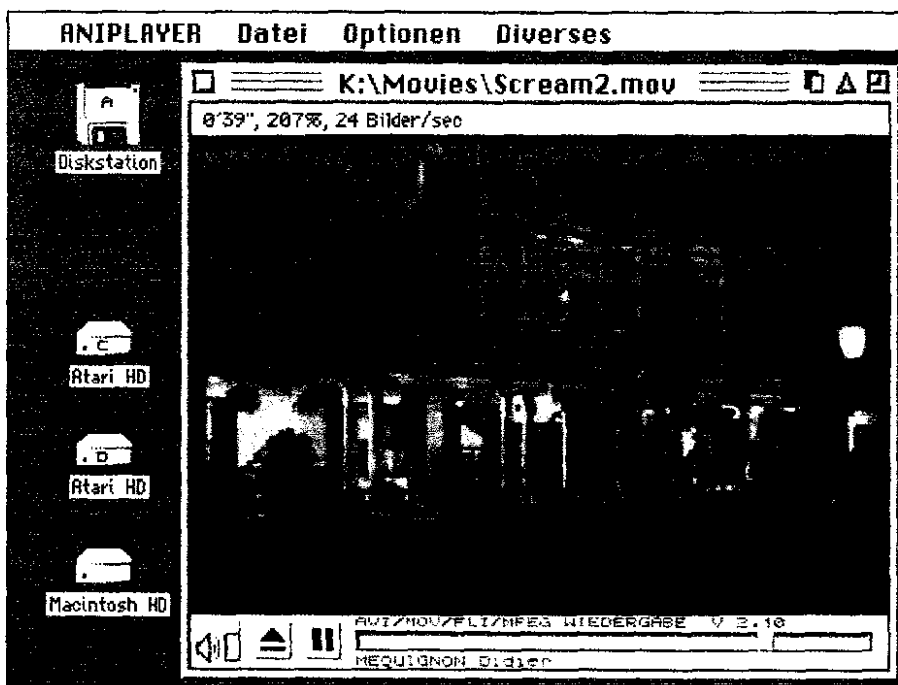 ANIPLAYER Datei Optionen Diverses
K:\Movies\Scream2.mov
0'39", 207%, 24 Bilder/sec
A
Diskstation
C
Atari HD
D
Atari HD
Macintosh HD
AVI/MOV/FLI/MPEG WIEDERGABE V 2.10
MEQUIGNON Didier